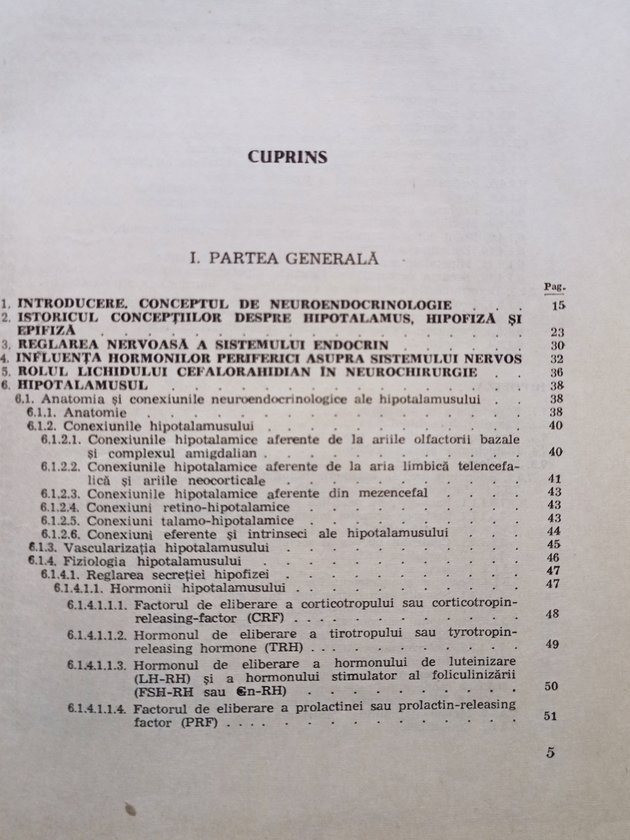 CUPRINS
I. PARTEA GENERALĂ
Pag.
1. INTRODUCERE. CONCEPTUL DE NEUROENDOCRINOLOGIE . . . 15
2. ISTORICUL CONCEPȚIILOR DESPRE HIPOTALAMUS, HIPOFIZĂ ȘI
EPIFIZĂ . . . . . . . . . . . . . . . 23
3. REGLAREA NERVOASĂ A SISTEMULUI ENDOCRIN . . . . . 30
4. INFLUENȚA HORMONILOR PERIFERICI ASUPRA SISTEMULUI NERVOS 32
5. ROLUL LICHIDULUI CEFALORAHIDIAN ÎN NEUROCHIRURGIE . . 36
6. HIPOTALAMUSUL . . . . . . . . . . . . . 38
6.1. Anatomia și conexiunile neuroendocrinologice ale hipotalamusului . . 38
6.1.1. Anatomie . . . . . . . . . . . . . 38
6.1.2. Conexiunile hipotalamusului . . . . . . . . . 40
6.1.2.1. Conexiunile hipotalamice aferente de la ariile olfactorii bazale
și complexul amigdalian . . . . . . . . . 40
6.1.2.2. Conexiunile hipotalamice aferente de la aria limbică telencefa-
lică și ariile neocorticale . . . . . . . . . 41
6.1.2.3. Conexiunile hipotalamice aferente din mezencefal . . . . 43
6.1.2.4. Conexiuni retino-hipotalamice . . . . . . . 43
6.1.2.5. Conexiuni talamo-hipotalamice . . . . . . . 43
6.1.2.6. Conexiuni eferente și intrinseci ale hipotalamusului . . . 44
6.1.3. Vascularizația hipotalamusului . . . . . . . . 45
6.1.4. Fiziologia hipotalamusului . . . . . . . . . 46
6.1.4.1. Reglarea secreției hipofizei . . . . . . . . 47
6.1.4.1.1. Hormonii hipotalamusului . . . . . . . . 47
6.1.4.1.1.1. Factorul de eliberare a corticotropului sau corticotropin-
releasing-factor (CRF) . . . . . . . . 48
6.1.4.1.1.2. Hormonul de eliberare a tirotropului sau tyrotropin-
releasing hormone (TRH) . . . . . . . . 49
6.1.4.1.1.3. Hormonul de eliberare a hormonului de luteinizare
(LH-RH) și a hormonului stimulator al foliculinizării
(FSH-RH sau Gn-RH) . . . . . . . . 50
6.1.4.1.1.4. Factorul de eliberare a prolactinei sau prolactin-releasing
factor (PRF) . . . . . . . . . . . 51
5